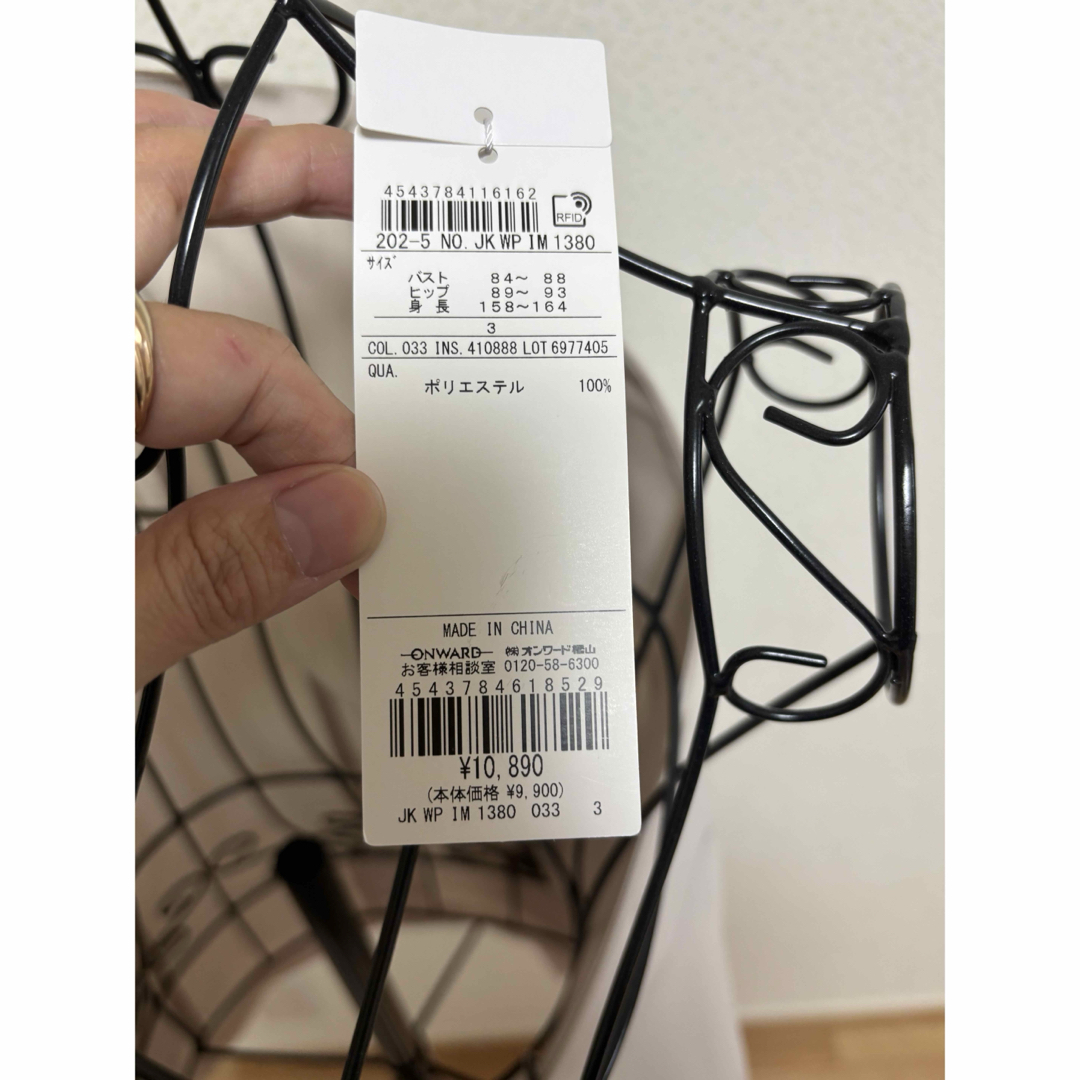 4543784116162
RFID
202-5 NO. JK WP IM 1380
サイズ
バスト 84～ 88
ヒップ 89～ 93
身 長 158～164
3
COL. 033 INS. 410888 LOT 6977405
QUA.
ポリエステル 100%
MADE IN CHINA
ONWARD ㈱オンワード樫山
お客様相談室 0120-58-6300
4543784618529
¥10,890
(本体価格 ¥9,900)
JK WP IM 1380 033 3